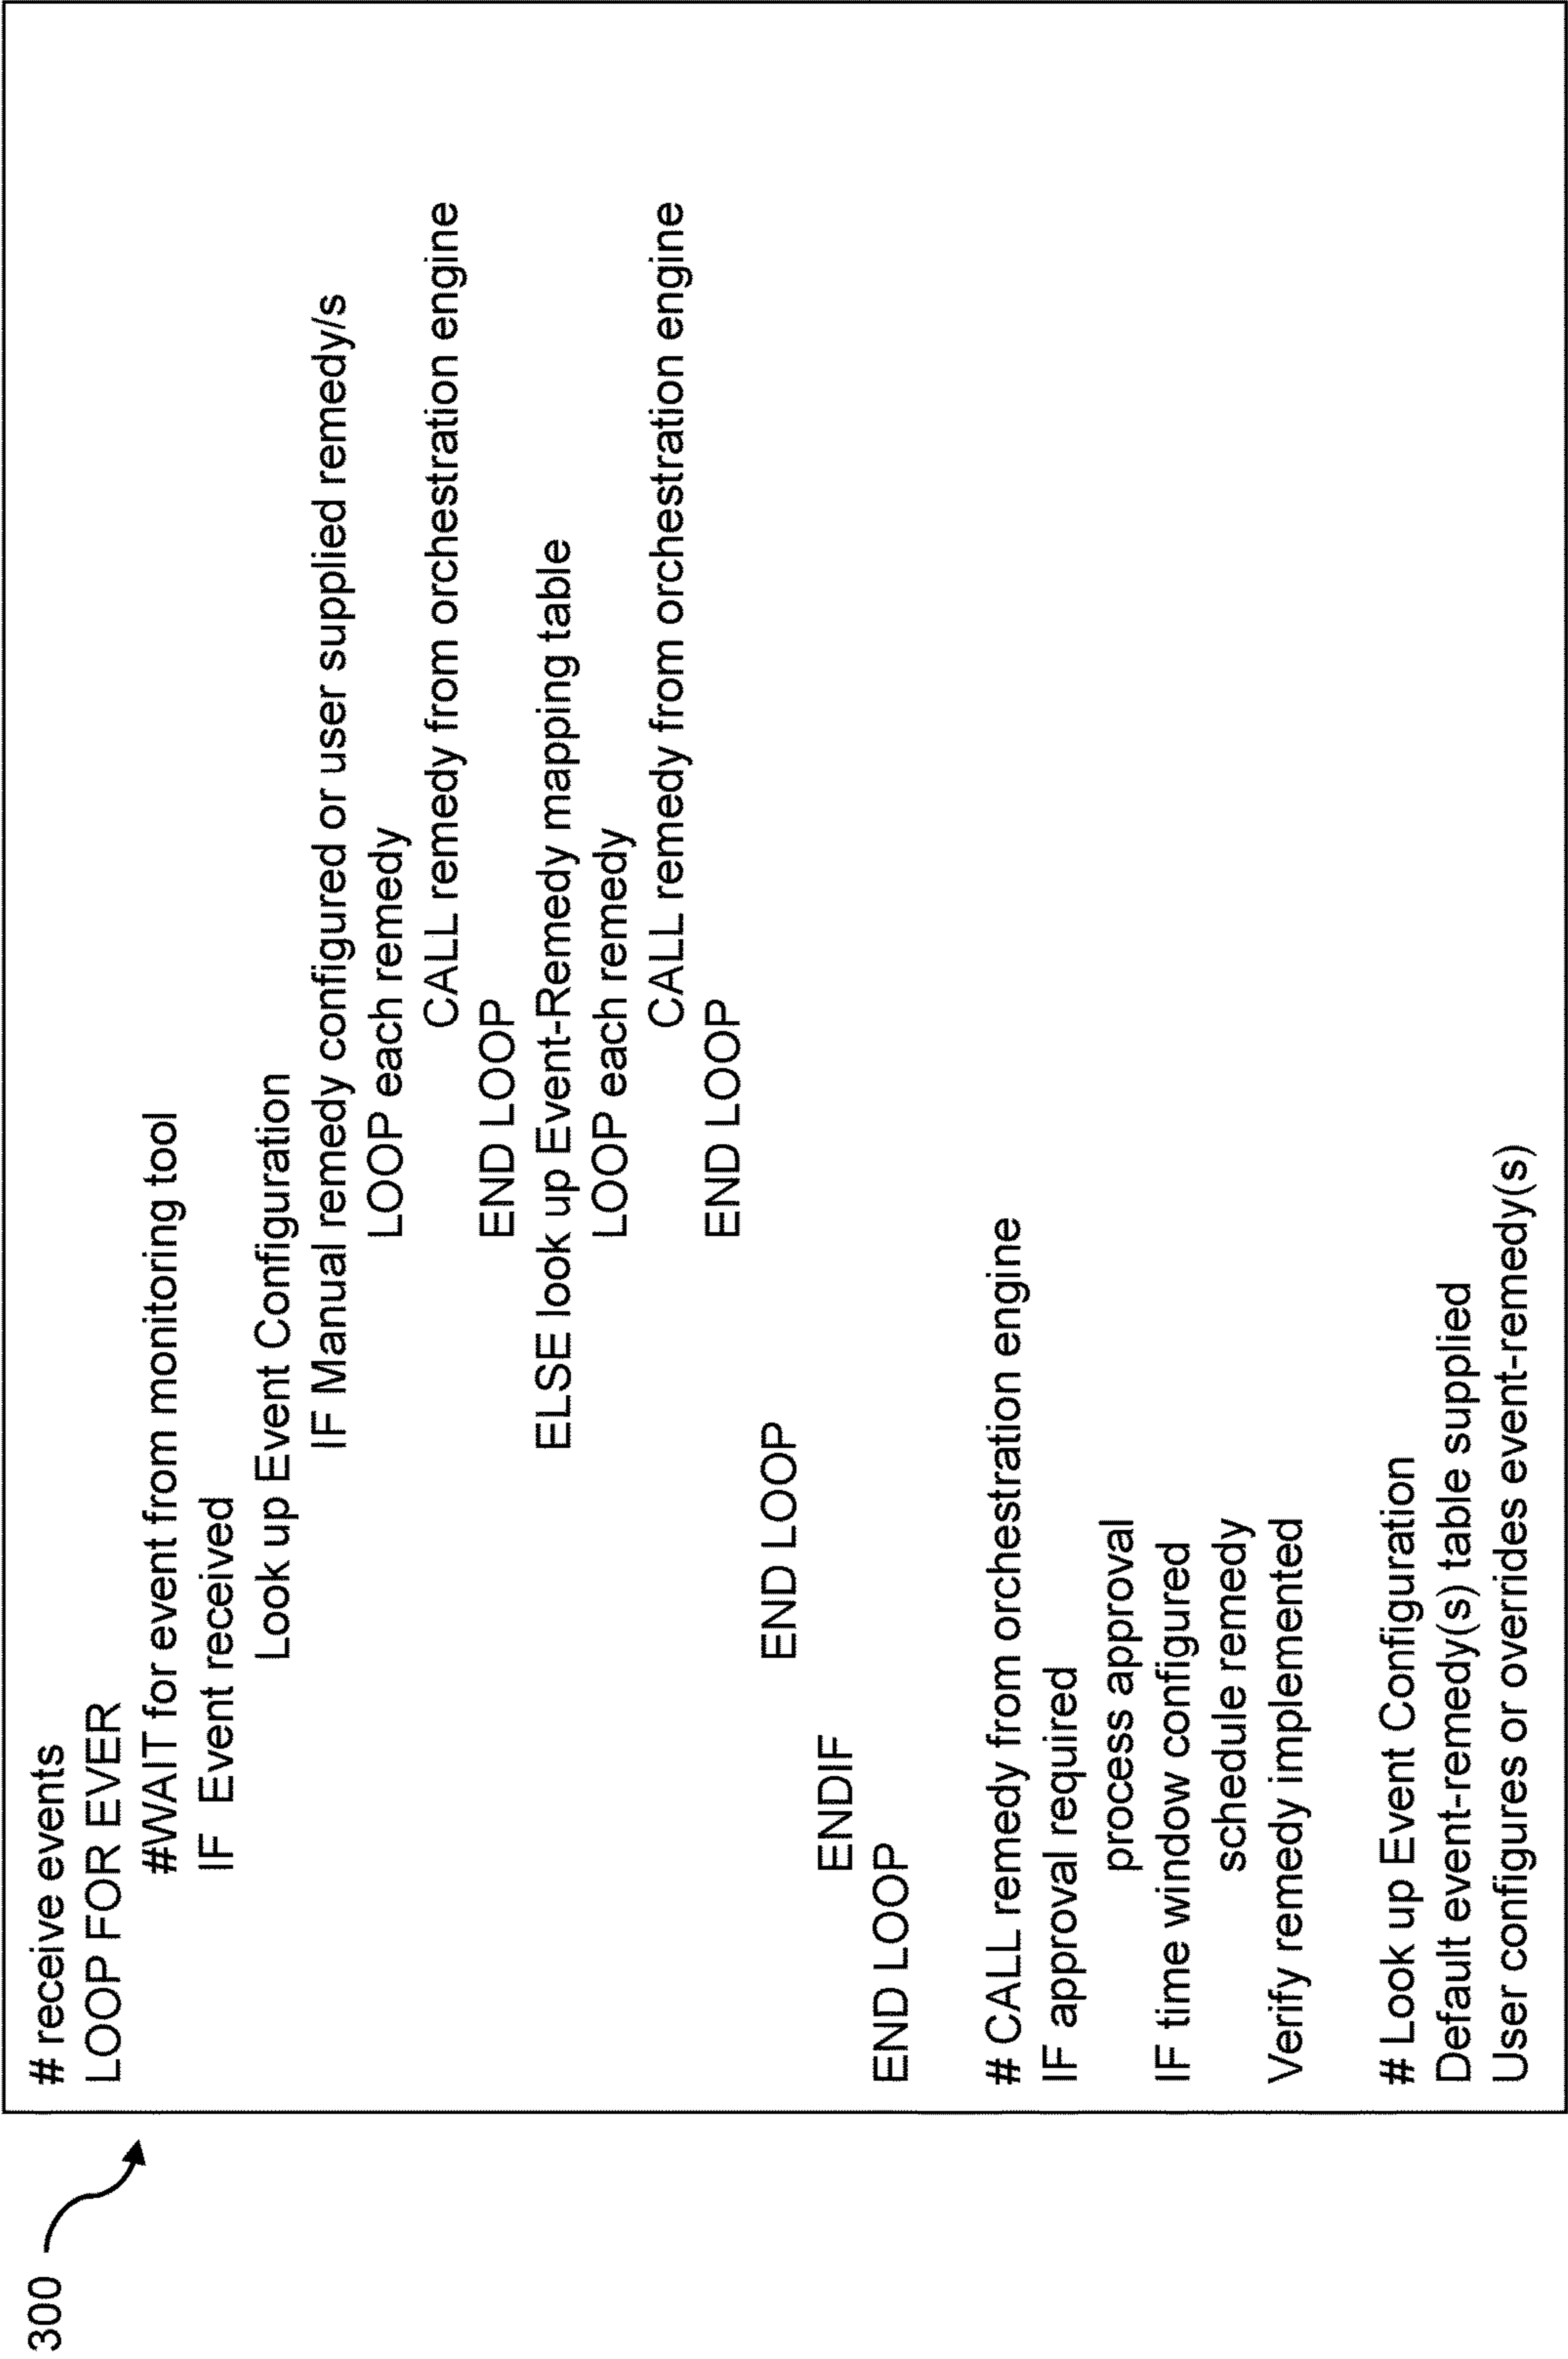 300
# receive events
LOOP FOR EVER
#WAIT for event from monitoring tool
IF Event received
Look up Event Configuration
IF Manual remedy configured or user supplied remedy/s
LOOP each remedy
CALL remedy from orchestration engine
END LOOP
ELSE look up Event-Remedy mapping table
LOOP each remedy
CALL remedy from orchestration engine
END LOOP
END LOOP
ENDIF
END LOOP
# CALL remedy from orchestration engine
IF approval required
process approval
IF time window configured
schedule remedy
Verify remedy implemented
# Look up Event Configuration
Default event-remedy(s) table supplied
User configures or overrides event-remedy(s)